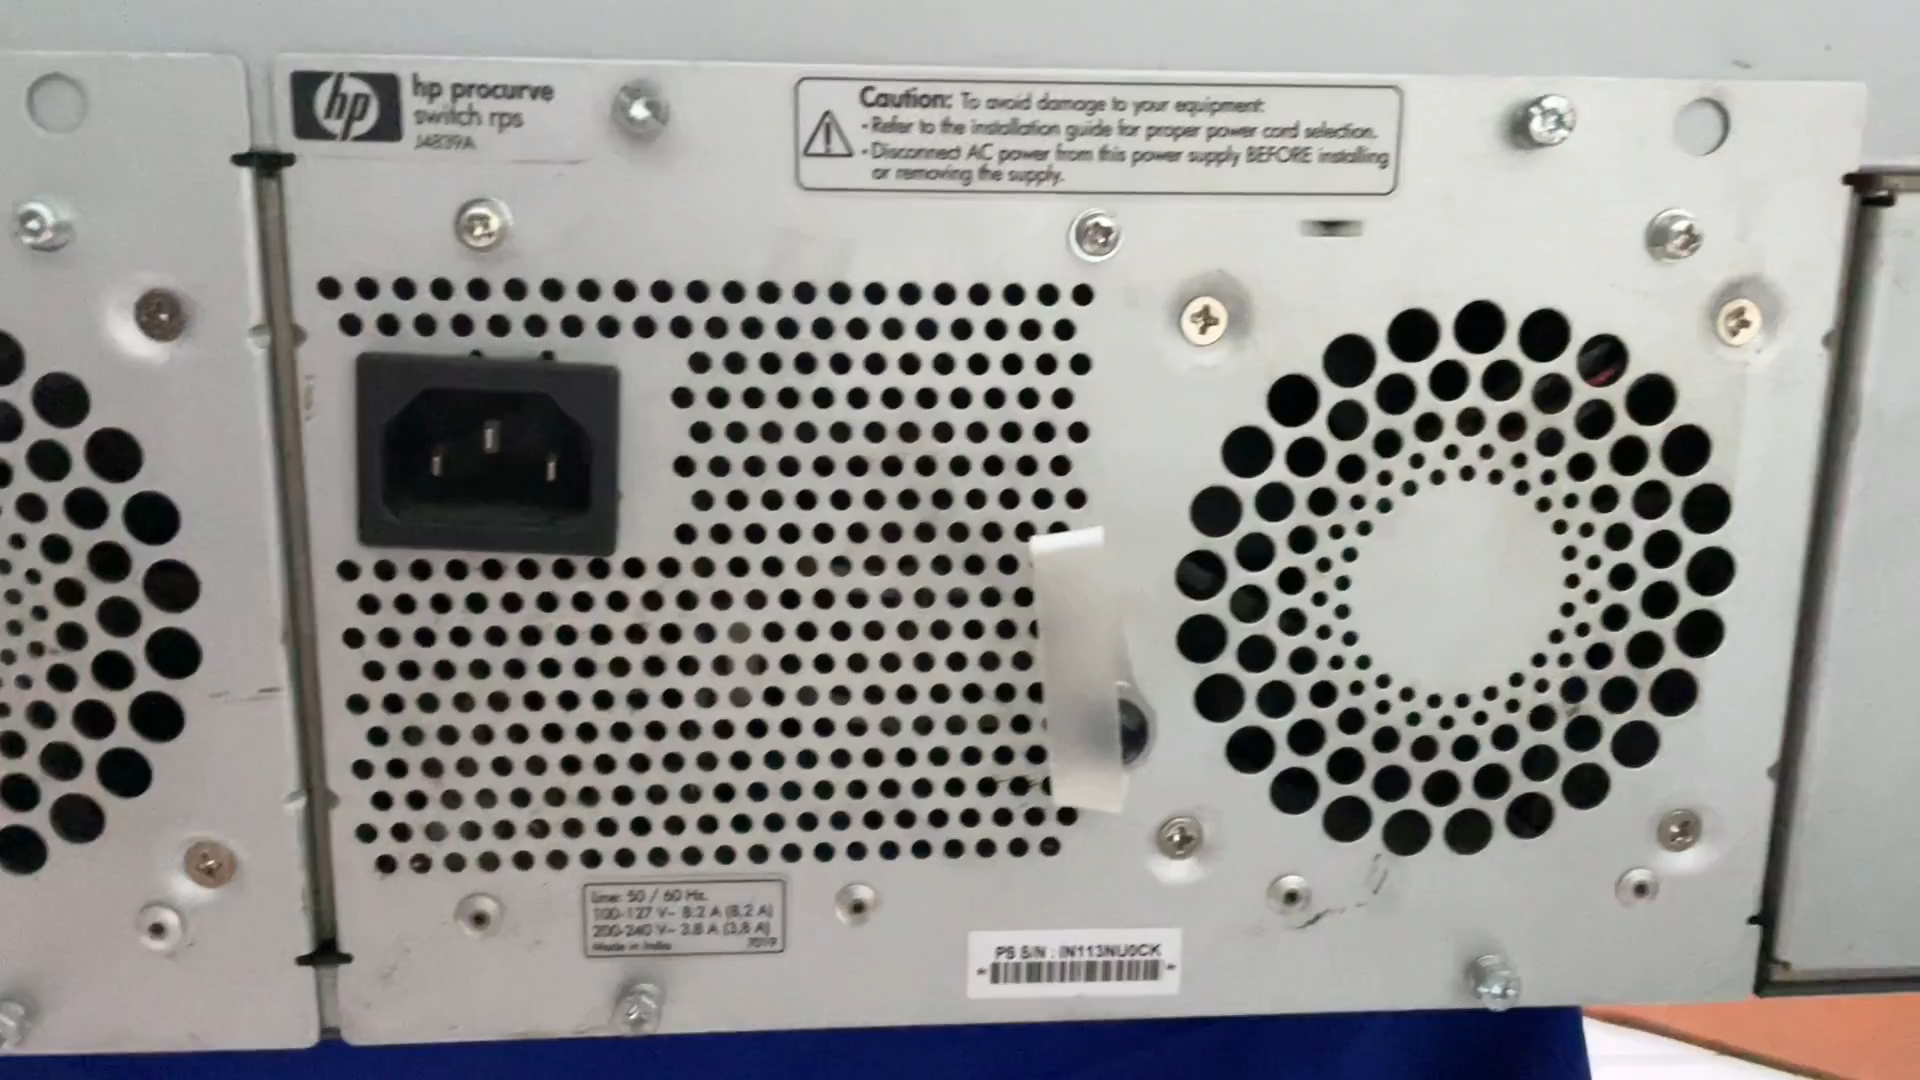 hp
hp procurve
switch rps
J4839A
Caution: To avoid damage to your equipment:
• Refer to the installation guide for proper power cord selection.
• Disconnect AC power from this power supply BEFORE installing
or removing the supply.
Line: 50 / 60 Hz.
100-127 V~ 8.2 A (8,2 A)
200-240 V~ 3.8 A (3,8 A)
Made in India 7019
PS S/N : IN113NU0CK